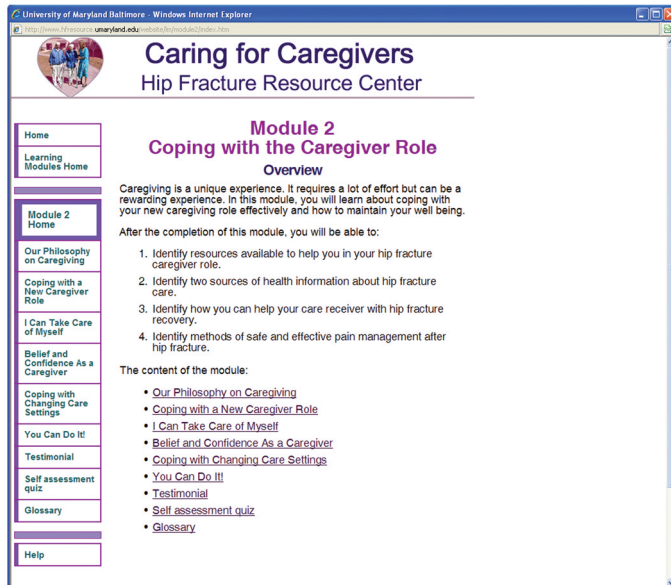 University of Maryland Baltimore - Windows Internet Explorer
http://www.hfresource.umaryland.edu/website/lm/module2/index.htm
Caring for Caregivers
Hip Fracture Resource Center
Home
Learning
Modules Home
Module 2
Home
Our Philosophy
on Caregiving
Coping with a
New Caregiver
Role
I Can Take Care
of Myself
Belief and
Confidence As a
Caregiver
Coping with
Changing Care
Settings
You Can Do It!
Testimonial
Self assessment
quiz
Glossary
Help
Module 2
Coping with the Caregiver Role
Overview
Caregiving is a unique experience. It requires a lot of effort but can be a
rewarding experience. In this module, you will learn about coping with
your new caregiving role effectively and how to maintain your well being.
After the completion of this module, you will be able to:
1. Identify resources available to help you in your hip fracture
caregiver role.
2. Identify two sources of health information about hip fracture
care.
3. Identify how you can help your care receiver with hip fracture
recovery.
4. Identify methods of safe and effective pain management after
hip fracture.
The content of the module:
• Our Philosophy on Caregiving
• Coping with a New Caregiver Role
• I Can Take Care of Myself
• Belief and Confidence As a Caregiver
• Coping with Changing Care Settings
• You Can Do It!
• Testimonial
• Self assessment quiz
• Glossary